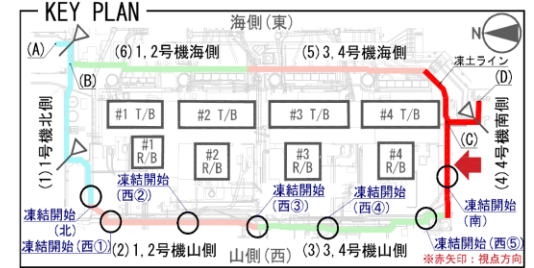 KEY PLAN
海側(東)
N
(A)
(6)1,2号機海側
(5)3,4号機海側
凍土ライン
(B)
(D)
#1 T/B
#2 T/B
#3 T/B
#4 T/B
(C)
(1)1号機北側
(4)4号機南側
#1
R/B
#2
R/B
#3
R/B
#4
R/B
凍結開始
(西②)
凍結開始
(西③)
凍結開始
(西④)
凍結開始
(北)
凍結開始
(南)
凍結開始(西①)
(2)1,2号機山側
山側(西)
(3)3,4号機山側
凍結開始(西⑤)
※赤矢印:視点方向